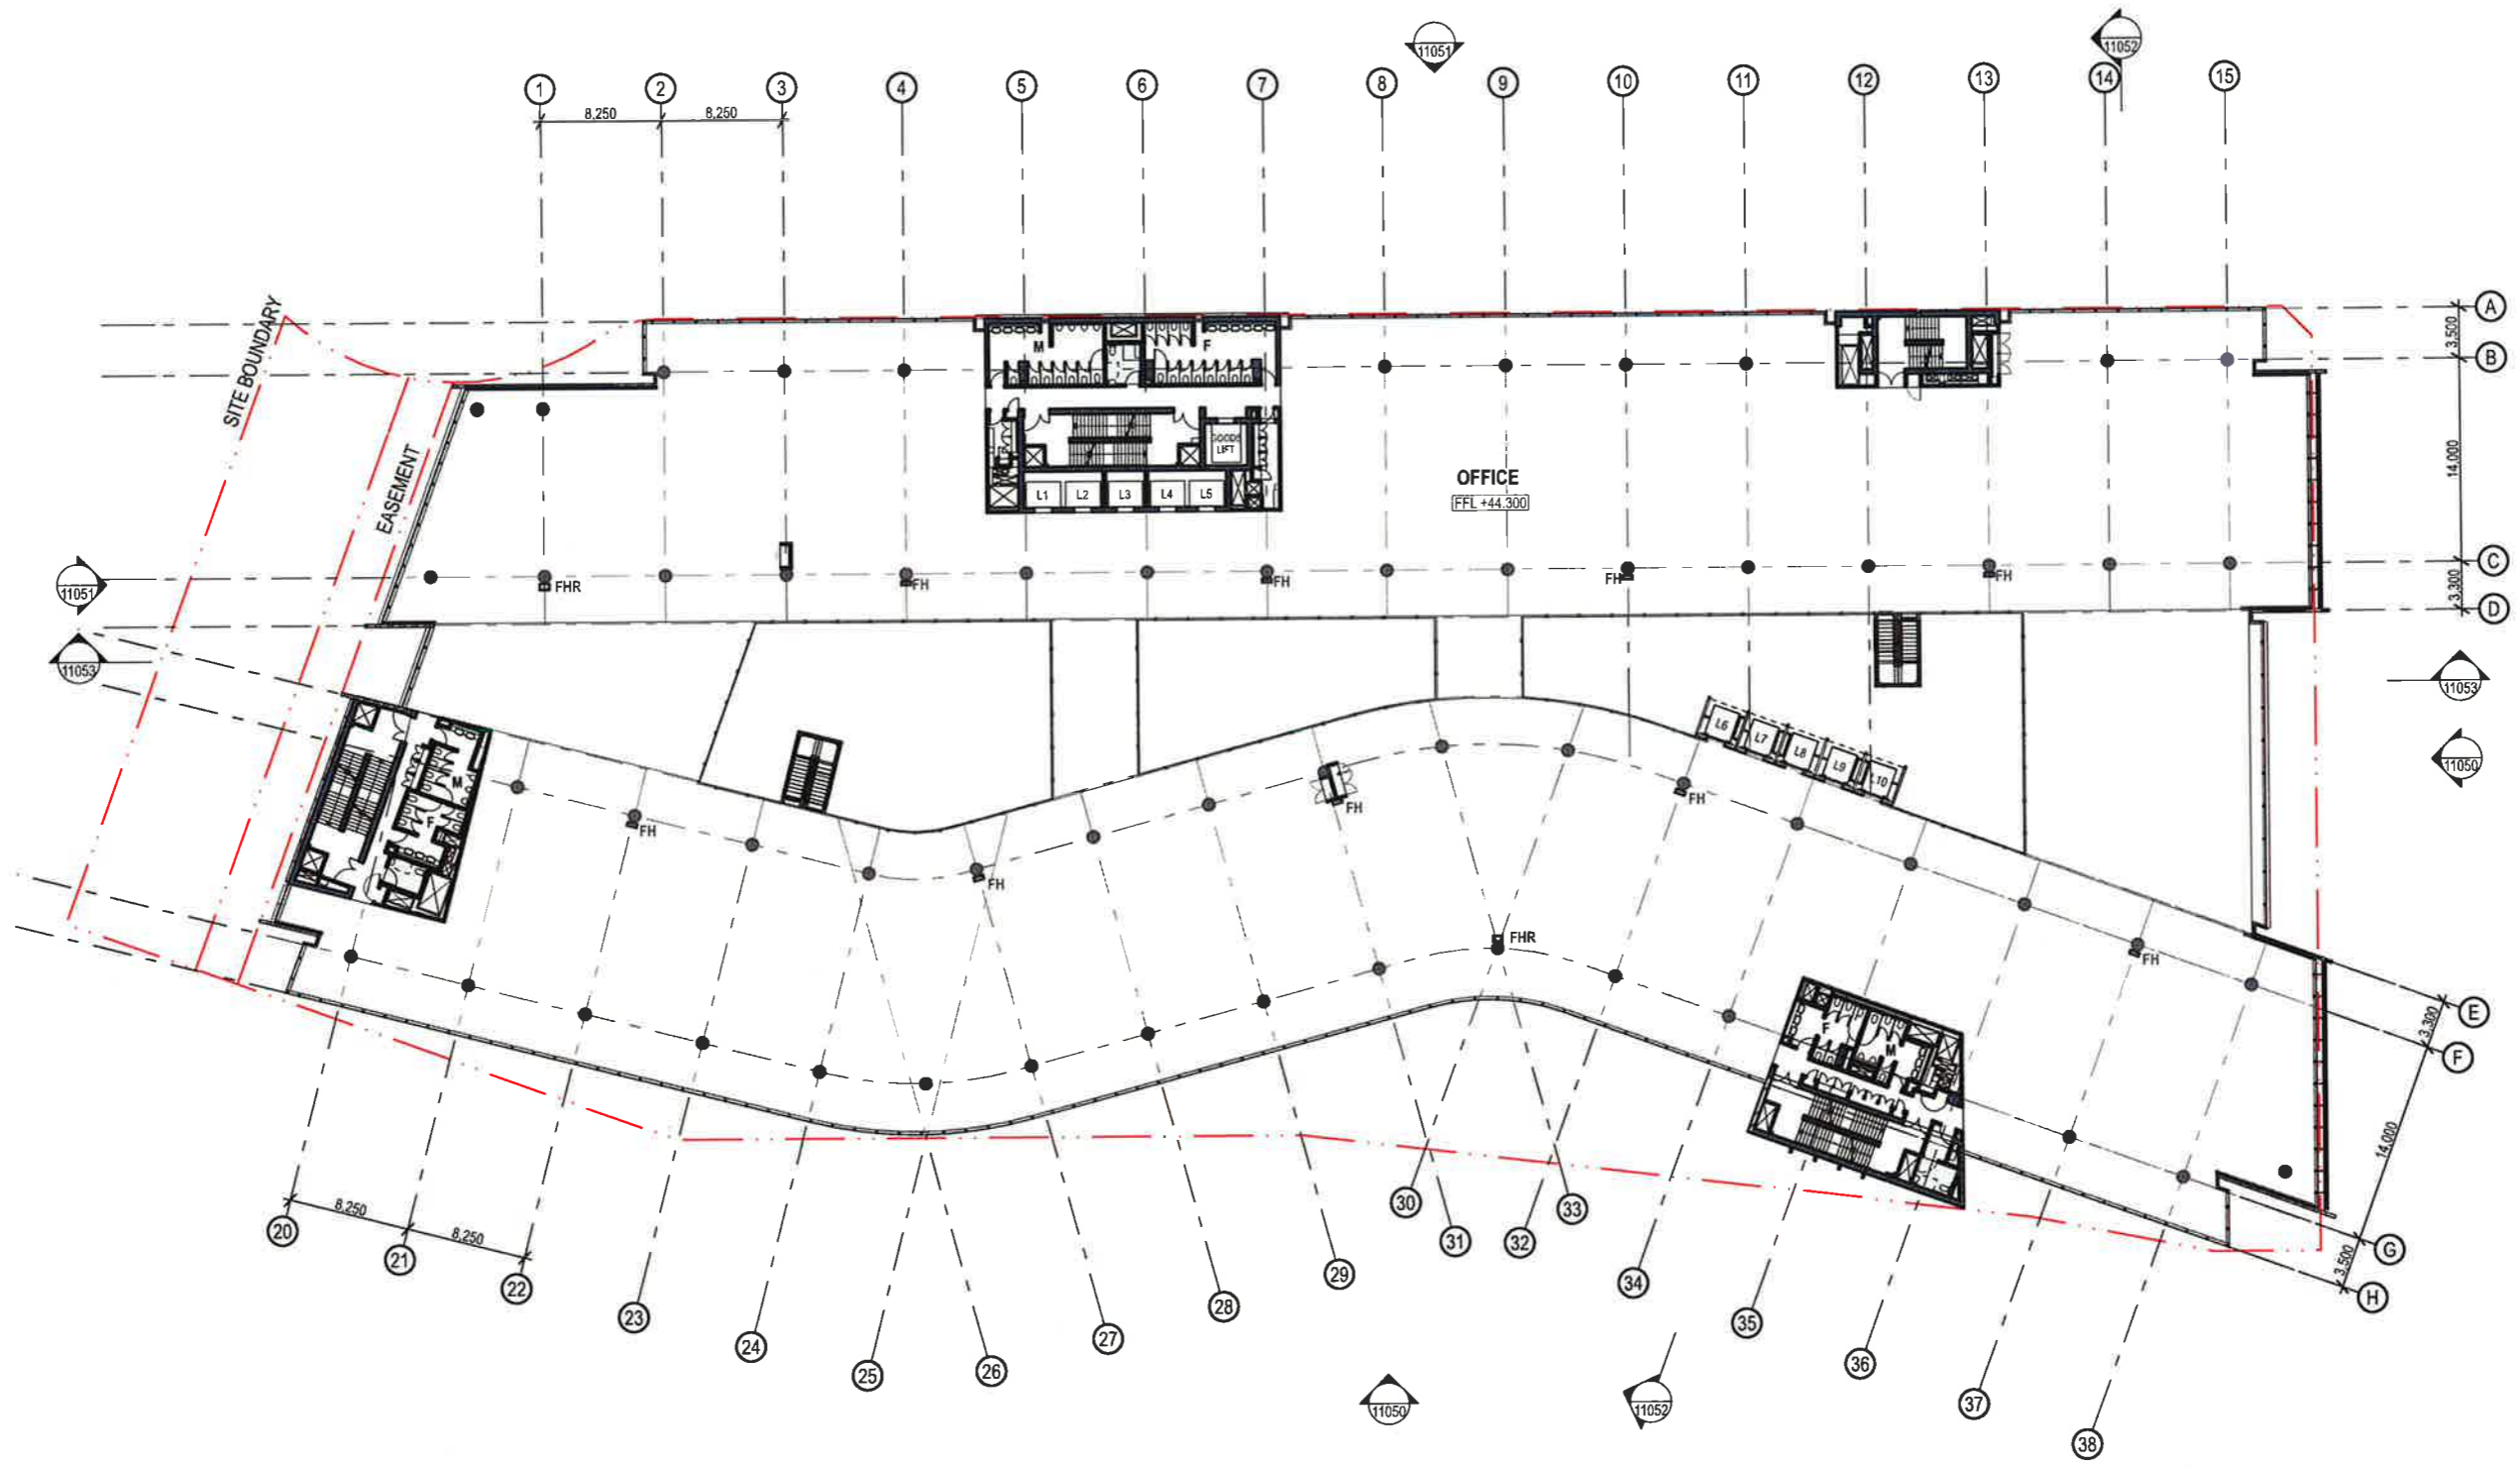 11051
11052
1
2
3
4
5
6
7
8
9
10
11
12
13
14
15
8,250
8,250
SITE BOUNDARY
EASEMENT
A
3,500
B
14,000
C
3,300
D
M
F
GOODS
LIFT
L1
L2
L3
L4
L5
OFFICE
FFL +44.300
FHR
FH
FH
FH
FH
11051
11053
11053
11050
L6
L7
L8
L9
L10
M
F
FH
FH
FH
FH
FH
FHR
F
M
E
3,300
F
14,000
G
3,500
H
8,250
8,250
20
21
22
23
24
25
26
27
28
29
30
31
32
33
34
35
36
37
38
11050
11052